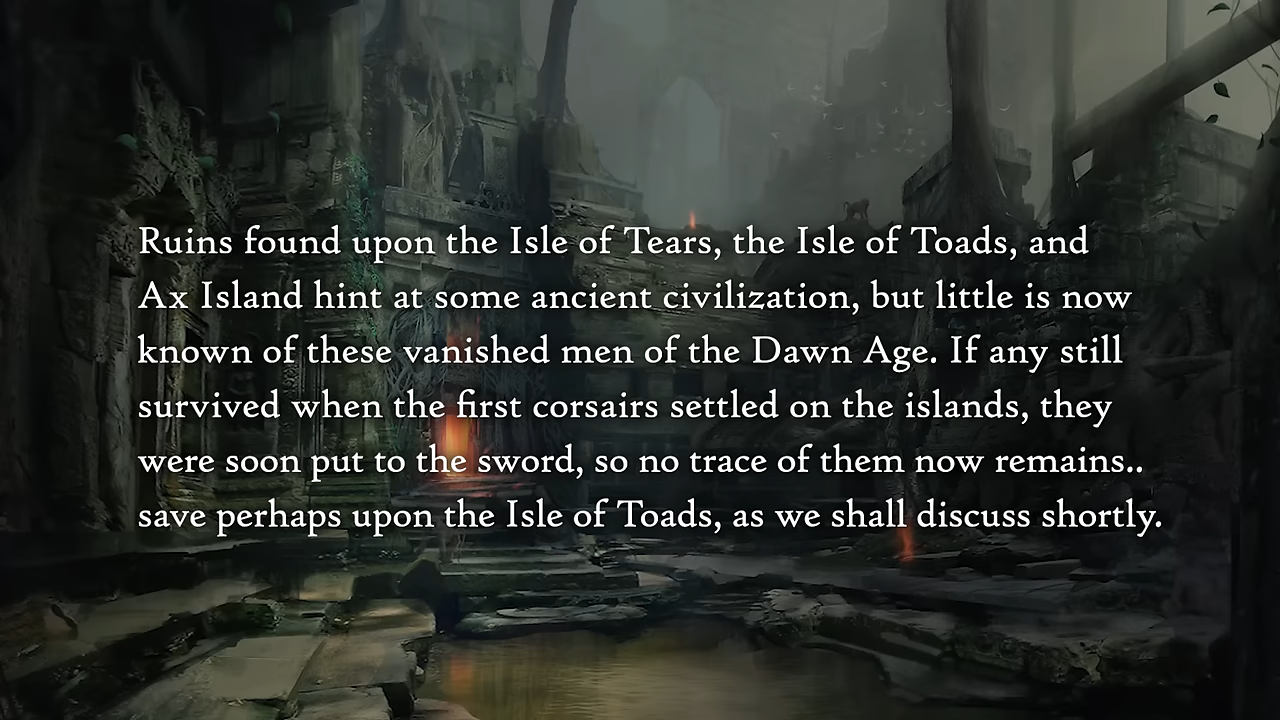 Ruins found upon the Isle of Tears, the Isle of Toads, and
Ax Island hint at some ancient civilization, but little is now
known of these vanished men of the Dawn Age. If any still
survived when the first corsairs settled on the islands, they
were soon put to the sword, so no trace of them now remains..
save perhaps upon the Isle of Toads, as we shall discuss shortly.